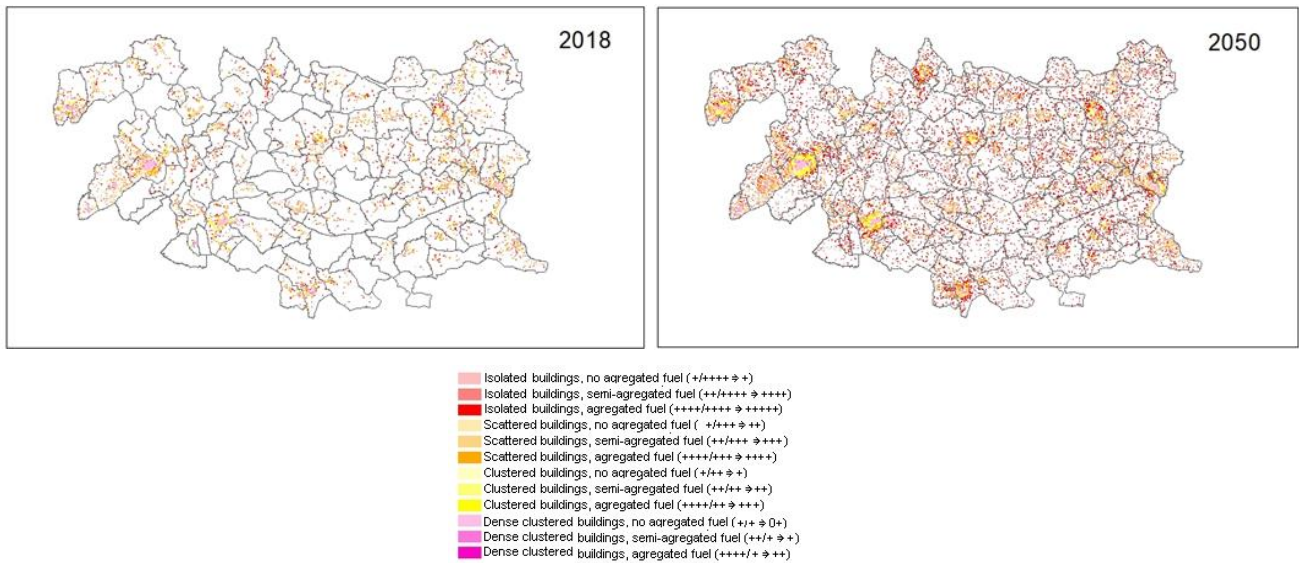 2018
2050
Isolated buildings, no agregated fuel (+/++++ → +)
Isolated buildings, semi-agregated fuel (++/++++ → ++++)
Isolated buildings, agregated fuel (++++/++++ → +++++)
Scattered buildings, no agregated fuel ( +/+++ → ++)
Scattered buildings, semi-agregated fuel (++/+++ → +++)
Scattered buildings, agregated fuel (++++/+++ → ++++)
Clustered buildings, no agregated fuel (+/++ → +)
Clustered buildings, semi-agregated fuel (++/++ → ++)
Clustered buildings, agregated fuel (++++/++ → +++)
Dense clustered buildings, no agregated fuel (+/+ → 0+)
Dense clustered buildings, semi-agregated fuel (++/+ → +)
Dense clustered buildings, agregated fuel (++++/+ → ++)